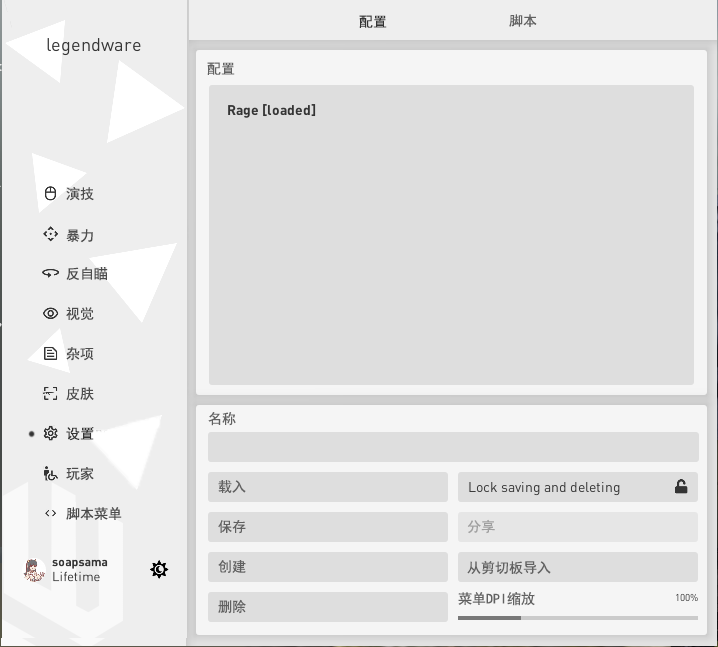 legendware
配置
脚本
演技
暴力
反自瞄
视觉
杂项
皮肤
设置
玩家
脚本菜单
soapsama
Lifetime
配置
Rage [loaded]
名称
载入
Lock saving and deleting
保存
分享
创建
从剪切板导入
删除
菜单DPI缩放
100%